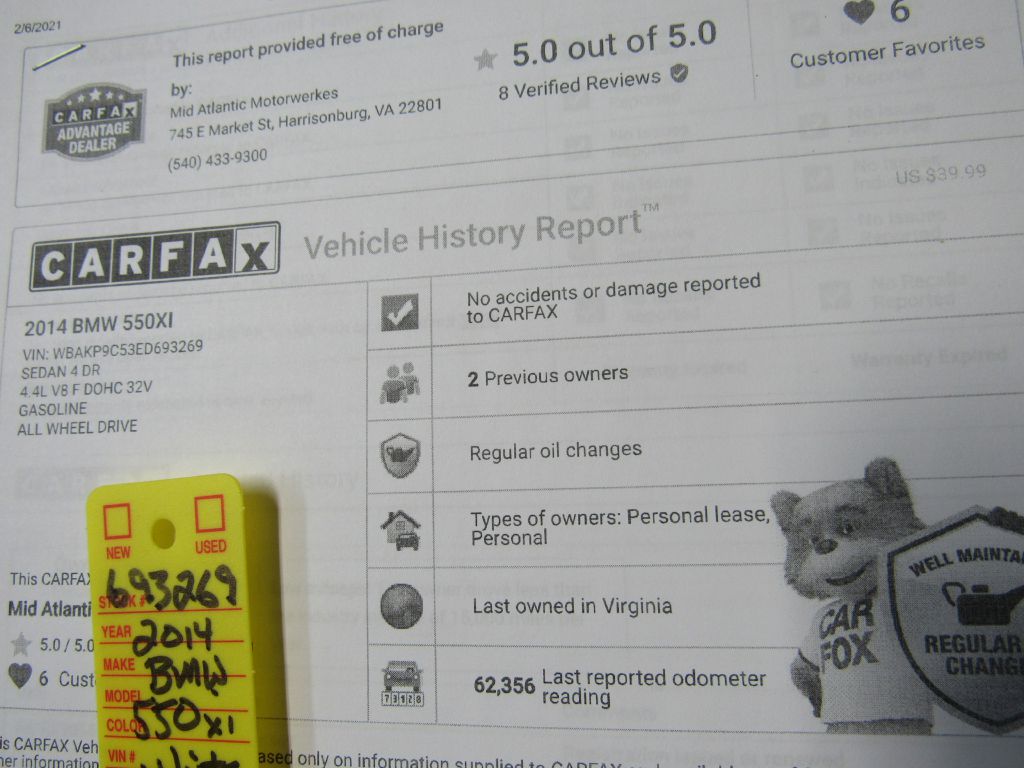 2/6/2021
This report provided free of charge
by:
Mid Atlantic Motorwerkes
745 E Market St, Harrisonburg, VA 22801
(540) 433-9300
CARFAX
ADVANTAGE
DEALER
5.0 out of 5.0
8 Verified Reviews
6
Customer Favorites
US $39.99
CARFAX Vehicle History Report™
2014 BMW 550XI
VIN: WBAKP9C53ED693269
SEDAN 4 DR
4.4L V8 F DOHC 32V
GASOLINE
ALL WHEEL DRIVE
No accidents or damage reported
to CARFAX
2 Previous owners
Regular oil changes
Types of owners: Personal lease,
Personal
Last owned in Virginia
62,356 Last reported odometer
reading
CAR
FOX
WELL MAINTA
REGULAR
CHANG
This CARFAX
Mid Atlanti
5.0 / 5.0
6 Cust
NEW USED
STOCK # 693269
YEAR 2014
MAKE BMW
MODEL 550xi
COLO
VIN # White
is CARFAX Veh
her information
ased only on information supplied to CARFAX